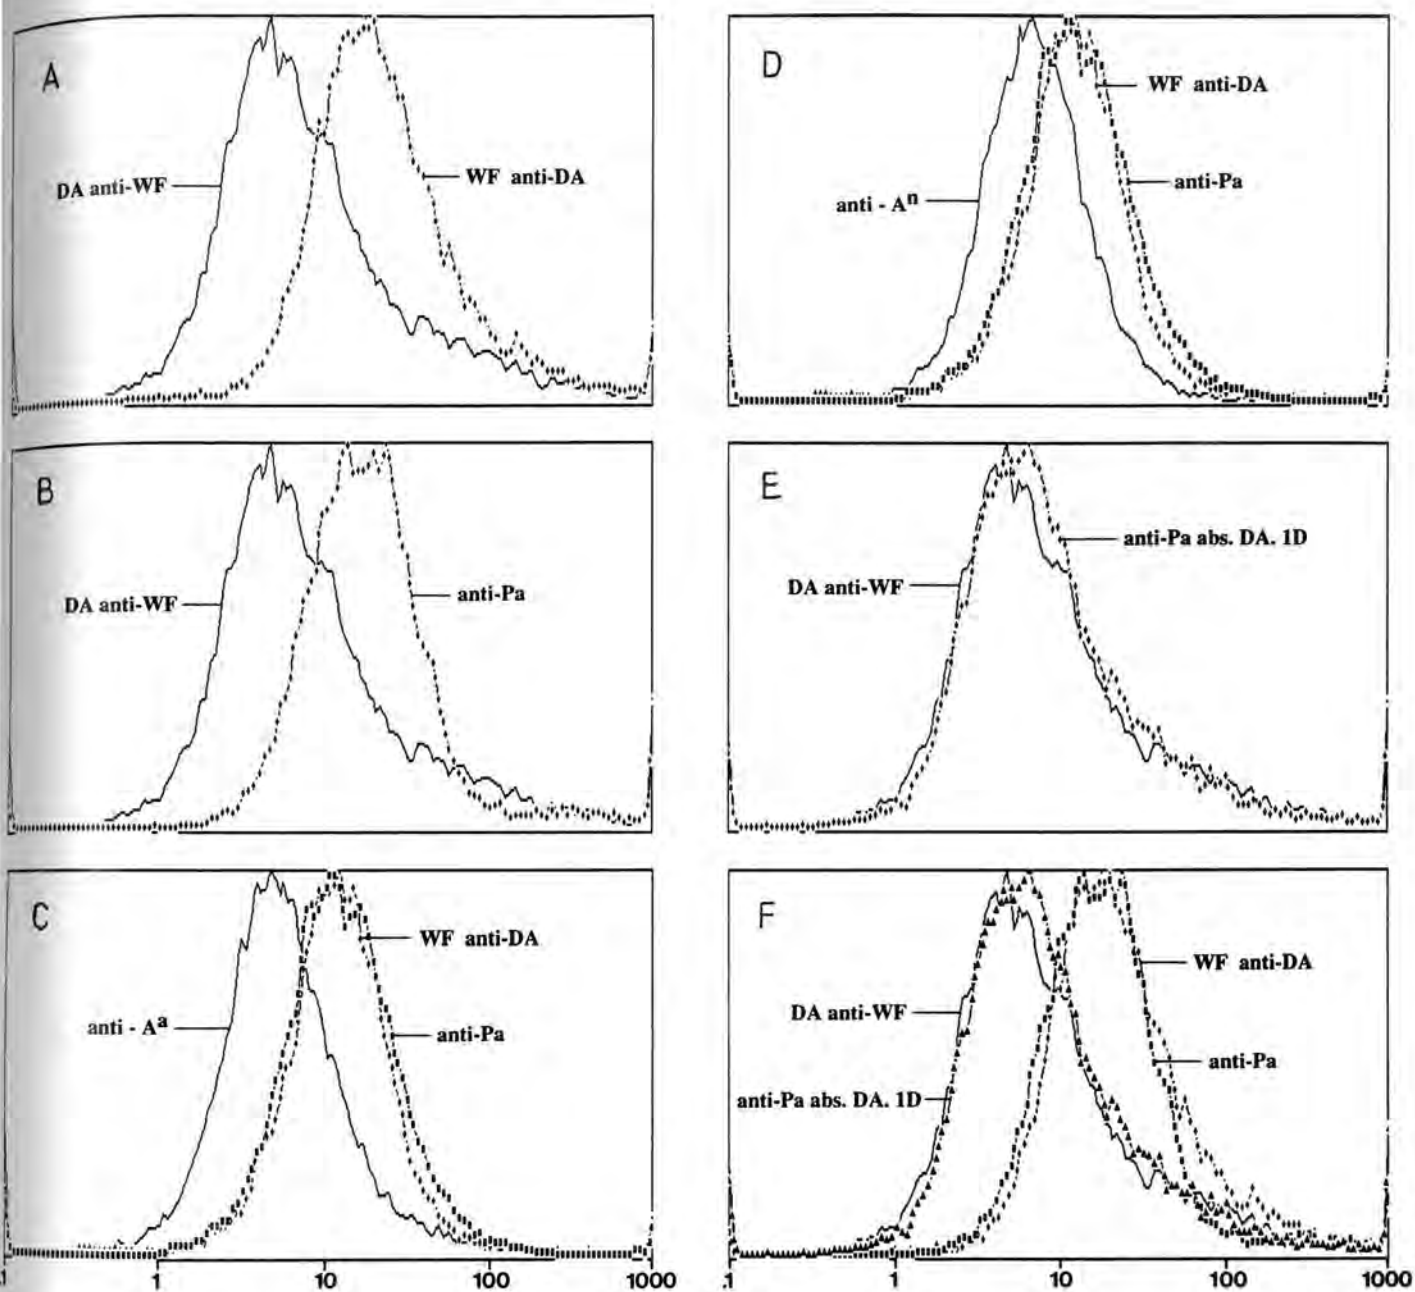 A
DA anti-WF
WF anti-DA
B
DA anti-WF
anti-Pa
C
WF anti-DA
anti - Aª
anti-Pa
1 10 100 1000
D
WF anti-DA
anti-Pa
anti - Aⁿ
E
anti-Pa abs. DA. 1D
DA anti-WF
F
WF anti-DA
DA anti-WF
anti-Pa
anti-Pa abs. DA. 1D
.1 1 10 100 1000